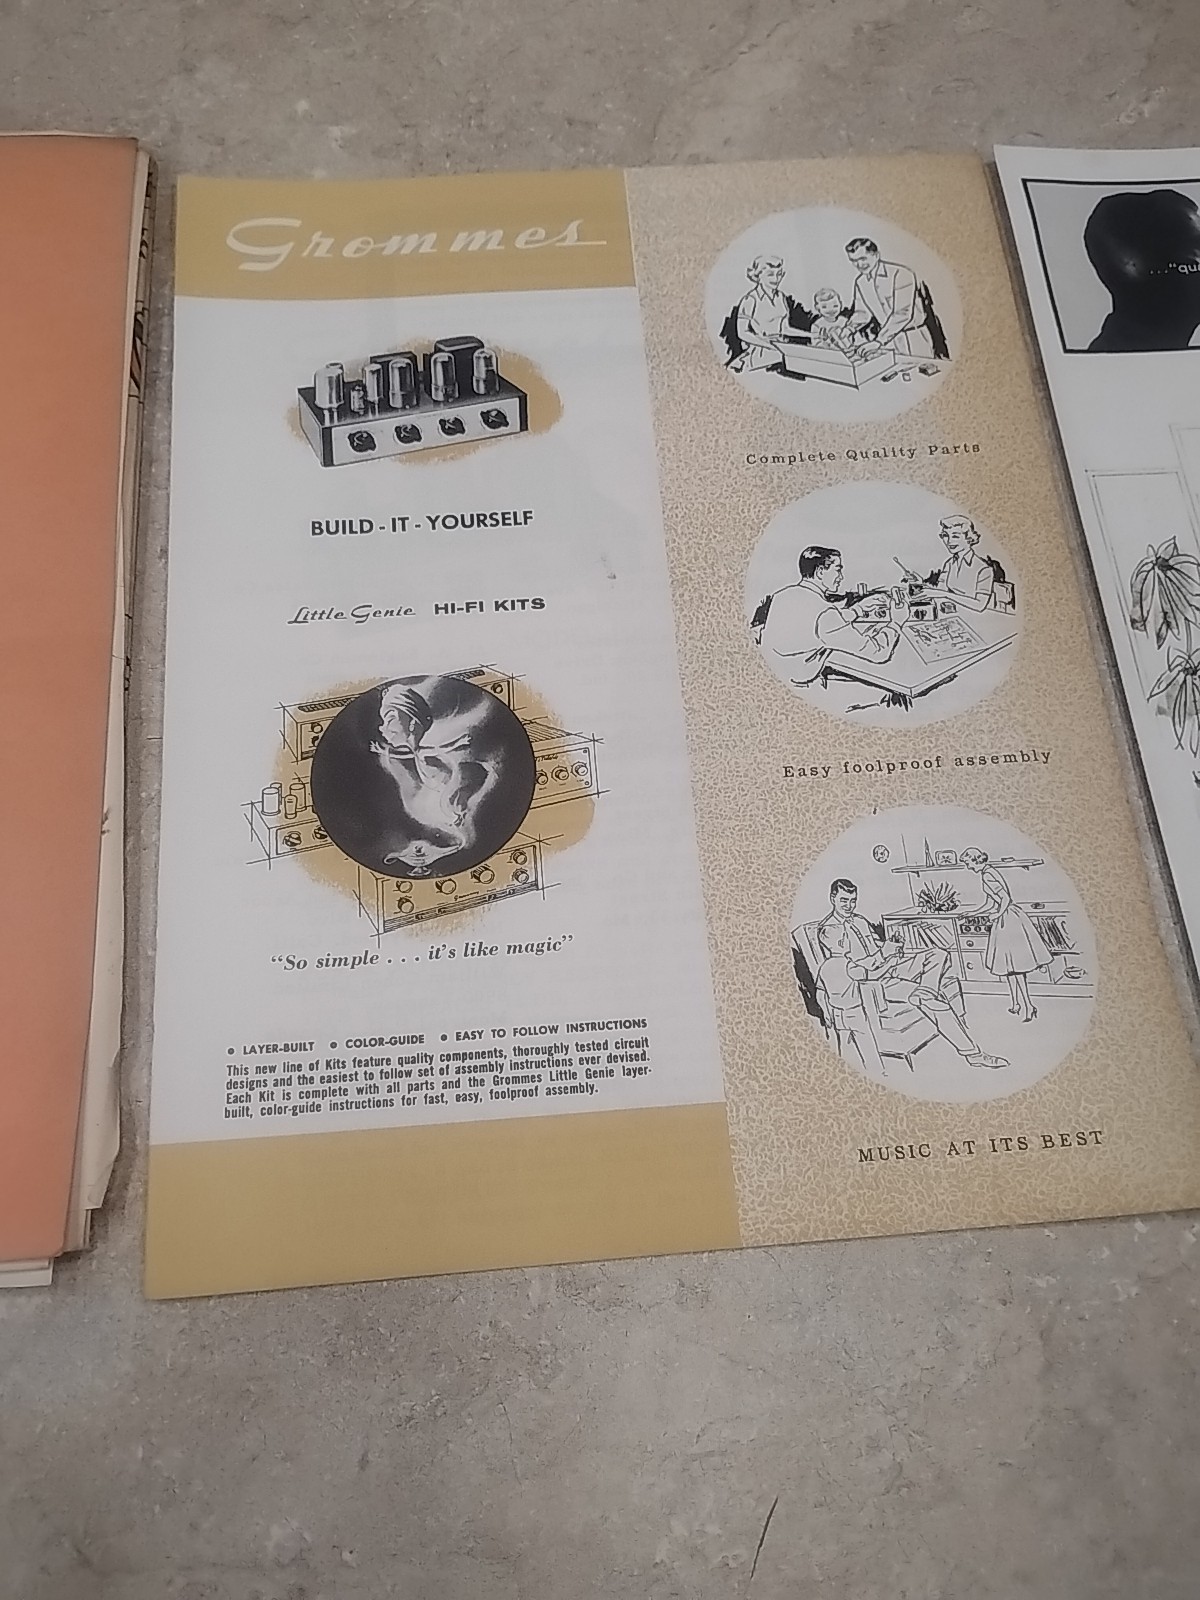 Grommes
BUILD - IT - YOURSELF
Little Genie HI-FI KITS
"So simple . . . it's like magic"
• LAYER-BUILT • COLOR-GUIDE • EASY TO FOLLOW INSTRUCTIONS
This new line of Kits feature quality components, thoroughly tested circuit
designs and the easiest to follow set of assembly instructions ever devised.
Each Kit is complete with all parts and the Grommes Little Genie layer-
built, color-guide instructions for fast, easy, foolproof assembly.
Complete Quality Parts
Easy foolproof assembly
MUSIC AT ITS BEST